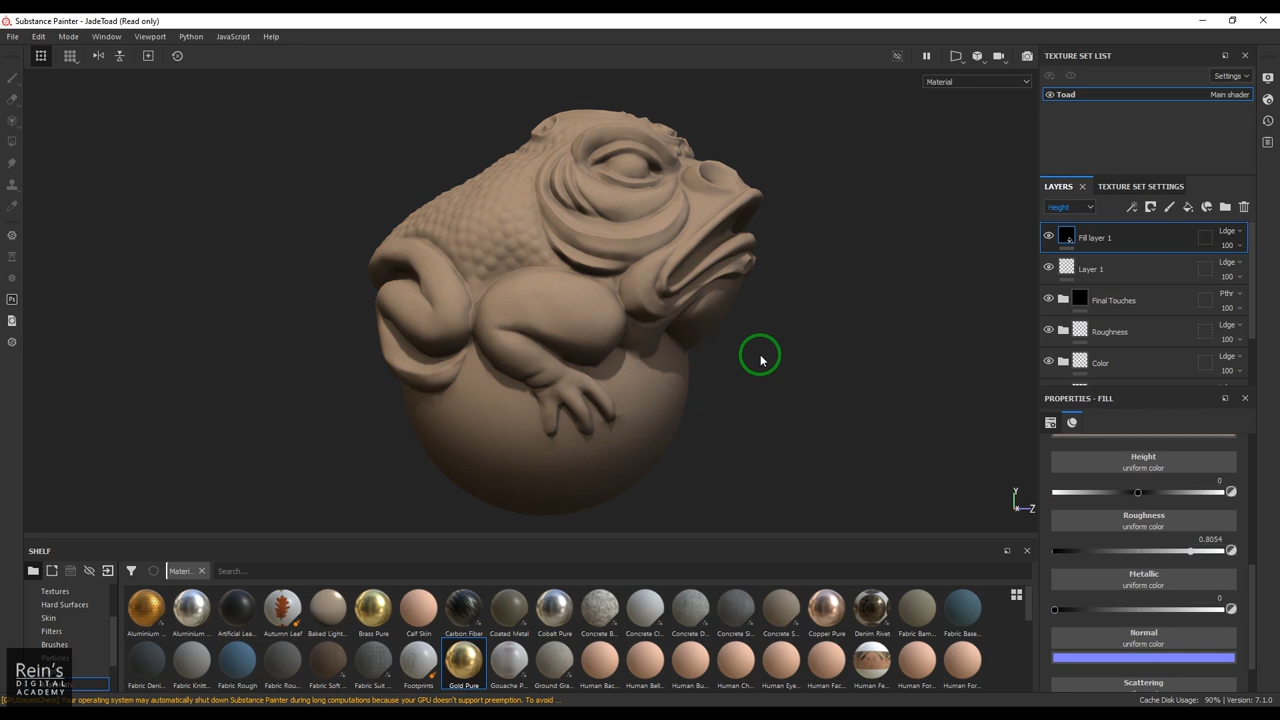 Substance Painter - JadeToad (Read only)
File Edit Mode Window Viewport Python JavaScript Help
Material
TEXTURE SET LIST
Settings
Toad Main shader
LAYERS TEXTURE SET SETTINGS
Height
Ldge
Fill layer 1
100
Ldge
Layer 1
100
Pthr
Final Touches
100
Ldge
Roughness
100
Ldge
Color
100
PROPERTIES - FILL
Height
uniform color
0
Roughness
uniform color
0.8054
Metallic
uniform color
0
Normal
uniform color
Scattering
Y
X Z
SHELF
Materi... Search...
Textures
Hard Surfaces
Skin
Filters
Brushes
Aluminium ... Aluminium ... Artificial Lea... Autumn Leaf Baked Light... Brass Pure Calf Skin Carbon Fiber Coated Metal Cobalt Pure Concrete B... Concrete Cl... Concrete D... Concrete Si... Concrete S... Copper Pure Denim Rivet Fabric Bam... Fabric Base...
Fabric Deni... Fabric Knitt... Fabric Rough Fabric Rou... Fabric Soft ... Fabric Suit ... Footprints Gold Pure Gouache P... Ground Gra... Human Bac... Human Bell... Human Bu... Human Ch... Human Eye... Human Fac... Human Fe... Human For... Human For...
Rein's
DIGITAL
ACADEMY
Your operating system may automatically shut down Substance Painter during long computations because your GPU doesn't support preemption. To avoid ...
Cache Disk Usage: 90% | Version: 7.1.0